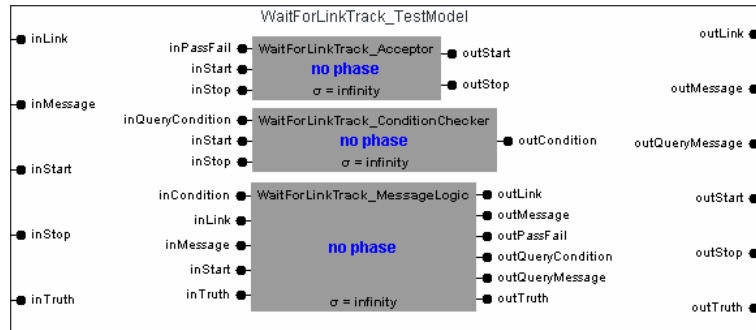 WaitForLinkTrack_TestModel
inLink
inMessage
inStart
inStop
inTruth
inPassFail
inStart
inStop
WaitForLinkTrack_Acceptor
no phase
σ = infinity
outStart
outStop
inQueryCondition
inStart
inStop
WaitForLinkTrack_ConditionChecker
no phase
σ = infinity
outCondition
inCondition
inLink
inMessage
inStart
inTruth
WaitForLinkTrack_MessageLogic
no phase
σ = infinity
outLink
outMessage
outPassFail
outQueryCondition
outQueryMessage
outTruth
outLink
outMessage
outQueryMessage
outStart
outStop
outTruth